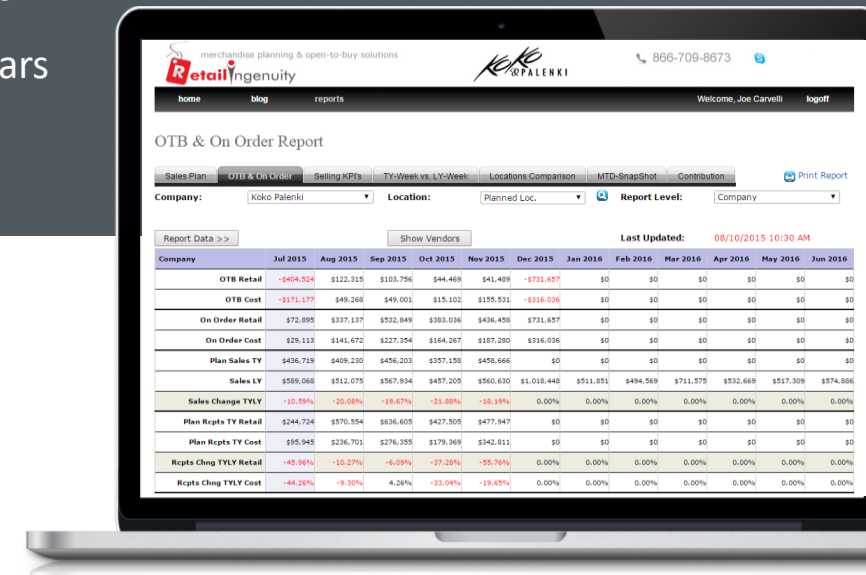 ars
merchandise planning & open-to-buy solutions
Retail Ingenuity
KOKO & PALENKI
866-709-8673
home blog reports Welcome, Joe Carvelli logoff
OTB & On Order Report
Sales Plan OTB & On Order Selling KPI's TY-Week vs. LY-Week Locations Comparison MTD-SnapShot Contribution Print Report
Company: Koko Palenki Location: Planned Loc. Report Level: Company
Report Data >> Show Vendors Last Updated: 08/10/2015 10:30 AM
Company Jul 2015 Aug 2015 Sep 2015 Oct 2015 Nov 2015 Dec 2015 Jan 2016 Feb 2016 Mar 2016 Apr 2016 May 2016 Jun 2016
OTB Retail -$404,524 $122,315 $103,756 $44,469 $41,489 -$731,657 $0 $0 $0 $0 $0 $0
OTB Cost -$171,177 $49,268 $49,001 $15,102 $155,531 -$316,036 $0 $0 $0 $0 $0 $0
On Order Retail $72,895 $337,137 $532,849 $383,036 $436,458 $731,657 $0 $0 $0 $0 $0 $0
On Order Cost $29,113 $141,672 $227,354 $164,267 $187,280 $316,036 $0 $0 $0 $0 $0 $0
Plan Sales TY $436,719 $409,230 $456,203 $357,158 $458,666 $0 $0 $0 $0 $0 $0 $0
Sales LY $589,068 $512,075 $567,934 $457,205 $560,630 $1,018,448 $511,851 $494,569 $711,575 $532,669 $517,309 $574,886
Sales Change TYLY -10.59% -20.08% -19.67% -21.88% -18.19% 0.00% 0.00% 0.00% 0.00% 0.00% 0.00% 0.00%
Plan Rcpts TY Retail $244,724 $570,554 $636,605 $427,505 $477,947 $0 $0 $0 $0 $0 $0 $0
Plan Rcpts TY Cost $95,945 $236,701 $276,355 $179,369 $342,811 $0 $0 $0 $0 $0 $0 $0
Rcpts Chng TYLY Retail -45.96% -10.27% -6.09% -37.28% -55.76% 0.00% 0.00% 0.00% 0.00% 0.00% 0.00% 0.00%
Rcpts Chng TYLY Cost -44.26% -9.30% 4.26% -33.04% -19.65% 0.00% 0.00% 0.00% 0.00% 0.00% 0.00% 0.00%